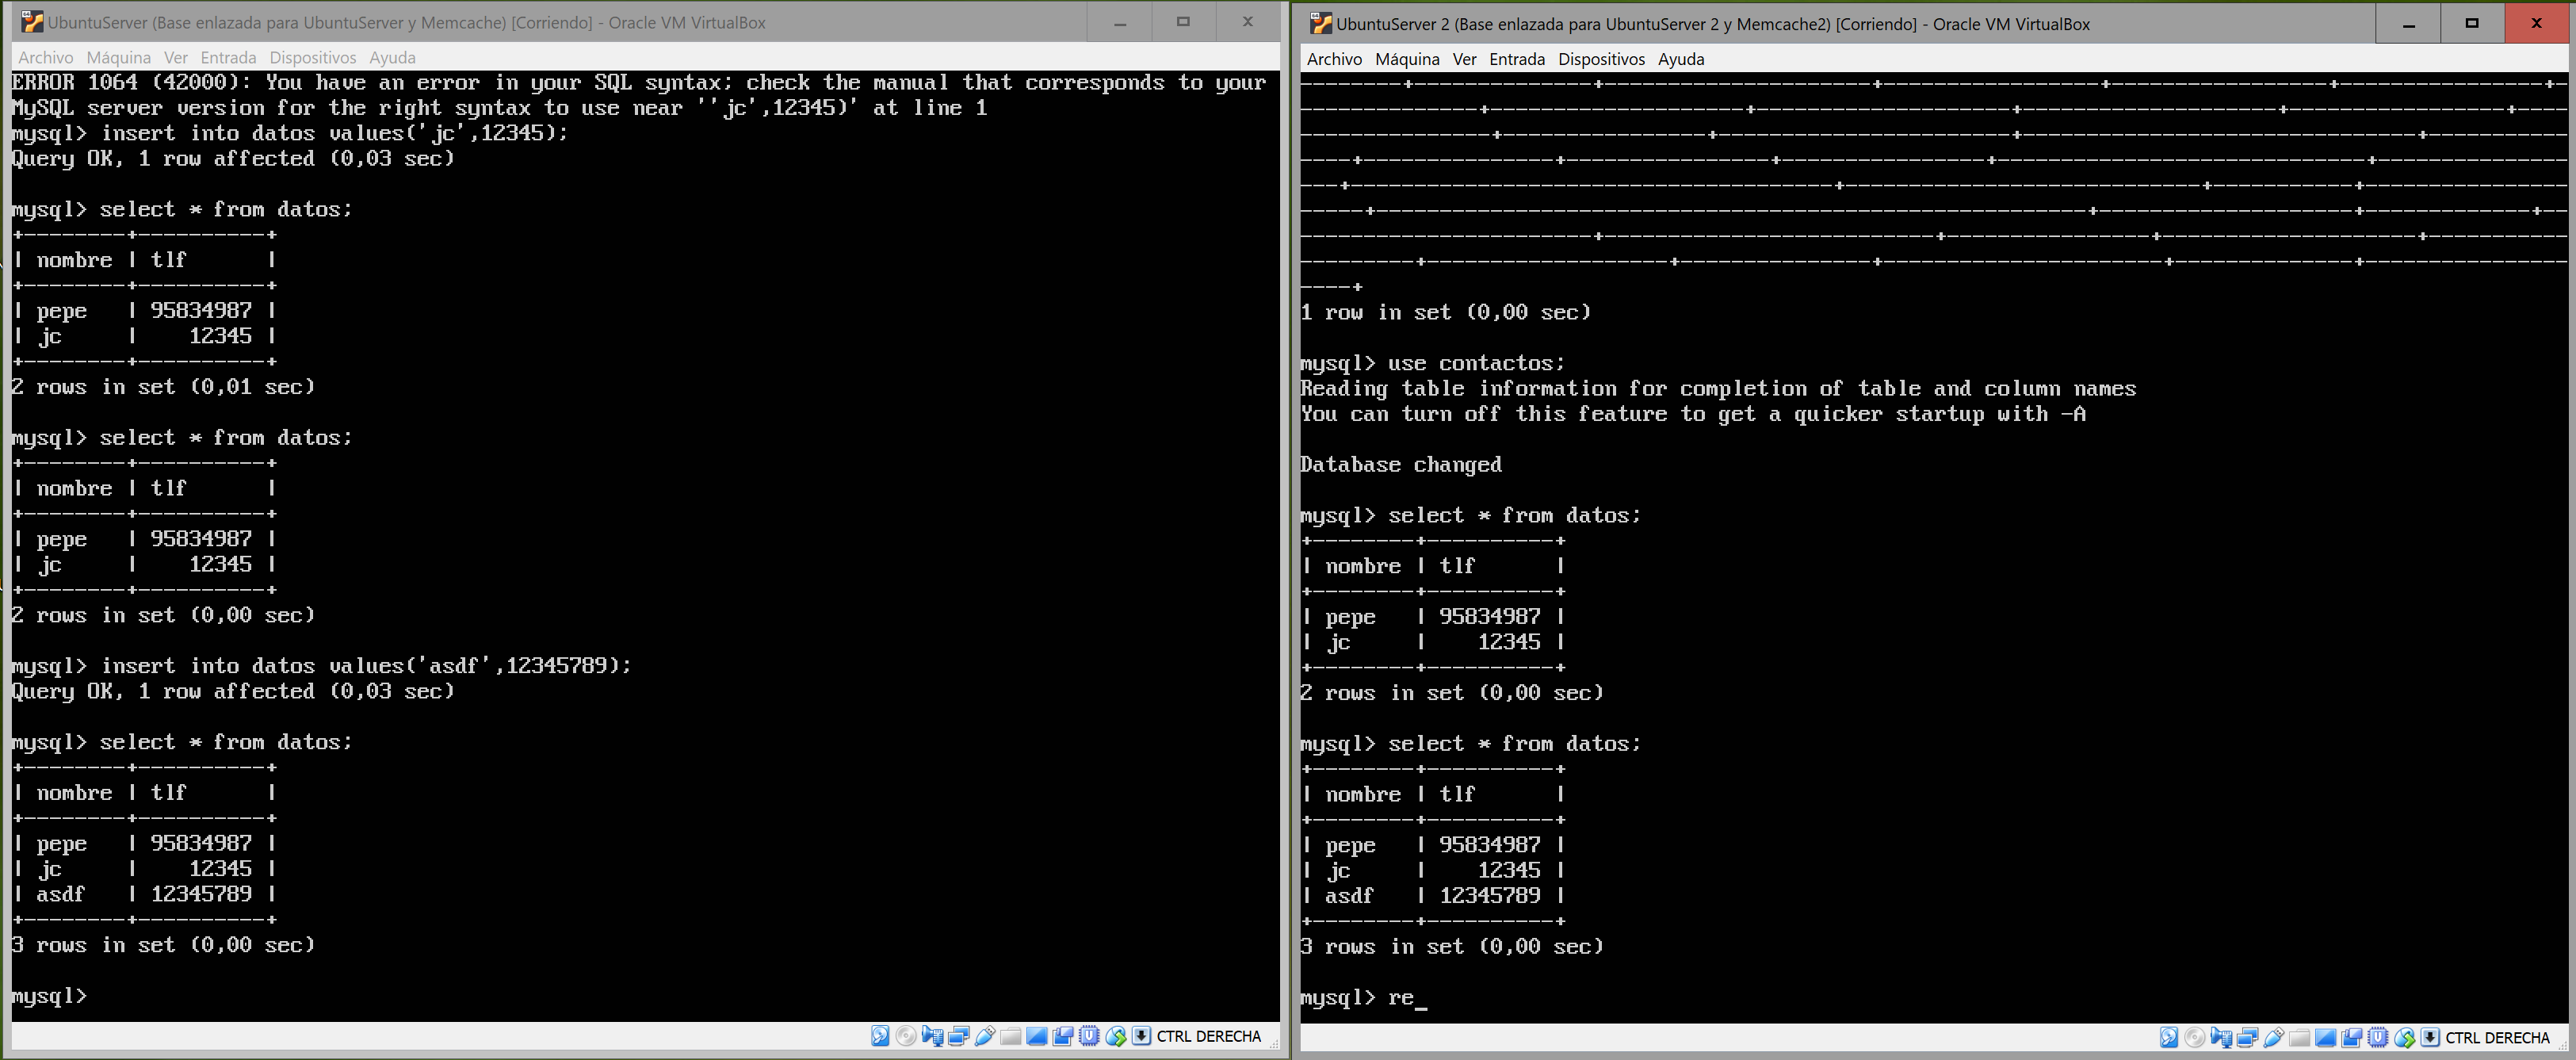 UbuntuServer (Base enlazada para UbuntuServer y Memcache) [Corriendo] - Oracle VM VirtualBox
Archivo Máquina Ver Entrada Dispositivos Ayuda
ERROR 1064 (42000): You have an error in your SQL syntax; check the manual that corresponds to your
MySQL server version for the right syntax to use near ''jc',12345)' at line 1
mysql> insert into datos values('jc',12345);
Query OK, 1 row affected (0,03 sec)
mysql> select * from datos;
+--------+----------+
| nombre | tlf      |
+--------+----------+
| pepe   | 95834987 |
| jc     |    12345 |
+--------+----------+
2 rows in set (0,01 sec)
mysql> select * from datos;
+--------+----------+
| nombre | tlf      |
+--------+----------+
| pepe   | 95834987 |
| jc     |    12345 |
+--------+----------+
2 rows in set (0,00 sec)
mysql> insert into datos values('asdf',12345789);
Query OK, 1 row affected (0,03 sec)
mysql> select * from datos;
+--------+----------+
| nombre | tlf      |
+--------+----------+
| pepe   | 95834987 |
| jc     |    12345 |
| asdf   | 12345789 |
+--------+----------+
3 rows in set (0,00 sec)
mysql>
CTRL DERECHA
UbuntuServer 2 (Base enlazada para UbuntuServer 2 y Memcache2) [Corriendo] - Oracle VM VirtualBox
Archivo Máquina Ver Entrada Dispositivos Ayuda
----+
1 row in set (0,00 sec)
mysql> use contactos;
Reading table information for completion of table and column names
You can turn off this feature to get a quicker startup with -A
Database changed
mysql> select * from datos;
+--------+----------+
| nombre | tlf      |
+--------+----------+
| pepe   | 95834987 |
| jc     |    12345 |
+--------+----------+
2 rows in set (0,00 sec)
mysql> select * from datos;
+--------+----------+
| nombre | tlf      |
+--------+----------+
| pepe   | 95834987 |
| jc     |    12345 |
| asdf   | 12345789 |
+--------+----------+
3 rows in set (0,00 sec)
mysql> re_
CTRL DERECHA